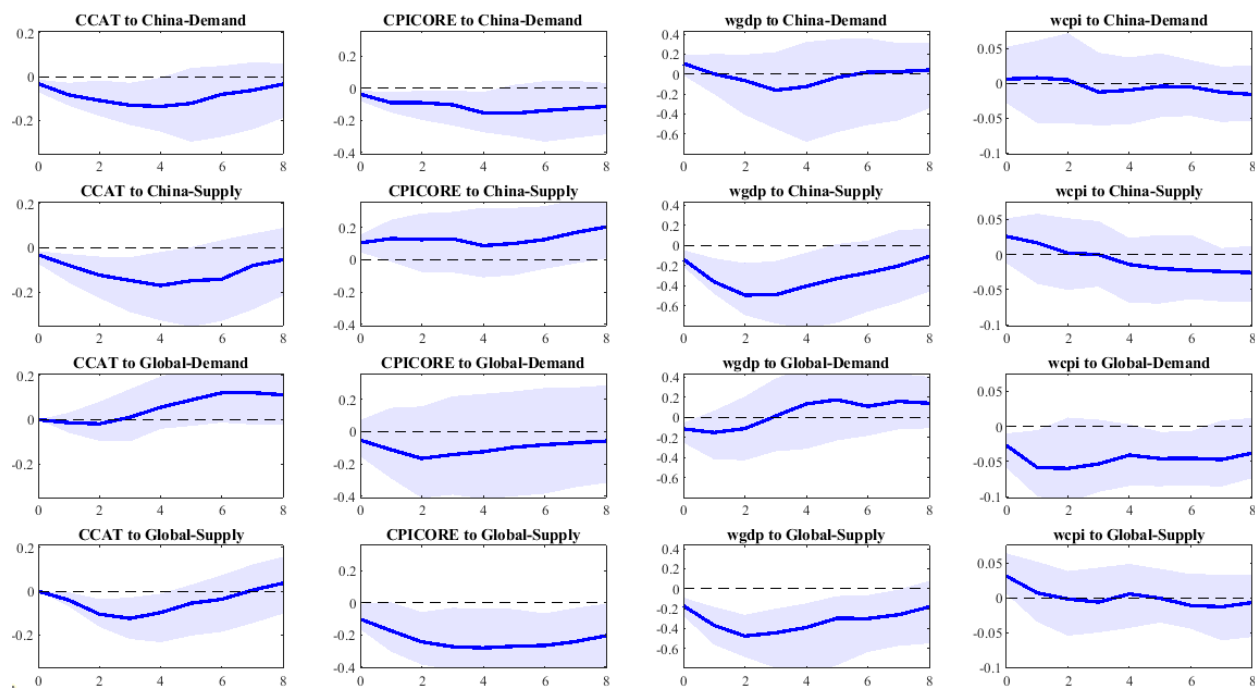 CCAT to China-Demand
0.2
0
-0.2
0 2 4 6 8
CPICORE to China-Demand
0.2
0
-0.2
-0.4
0 2 4 6 8
wgdp to China-Demand
0.4
0.2
0
-0.2
-0.4
-0.6
0 2 4 6 8
wcpi to China-Demand
0.05
0
-0.05
-0.1
0 2 4 6 8
CCAT to China-Supply
0.2
0
-0.2
0 2 4 6 8
CPICORE to China-Supply
0.2
0
-0.2
-0.4
0 2 4 6 8
wgdp to China-Supply
0.4
0.2
0
-0.2
-0.4
-0.6
0 2 4 6 8
wcpi to China-Supply
0.05
0
-0.05
-0.1
0 2 4 6 8
CCAT to Global-Demand
0.2
0
-0.2
0 2 4 6 8
CPICORE to Global-Demand
0.2
0
-0.2
-0.4
0 2 4 6 8
wgdp to Global-Demand
0.4
0.2
0
-0.2
-0.4
-0.6
0 2 4 6 8
wcpi to Global-Demand
0.05
0
-0.05
-0.1
0 2 4 6 8
CCAT to Global-Supply
0.2
0
-0.2
0 2 4 6 8
CPICORE to Global-Supply
0.2
0
-0.2
-0.4
0 2 4 6 8
wgdp to Global-Supply
0.4
0.2
0
-0.2
-0.4
-0.6
0 2 4 6 8
wcpi to Global-Supply
0.05
0
-0.05
-0.1
0 2 4 6 8